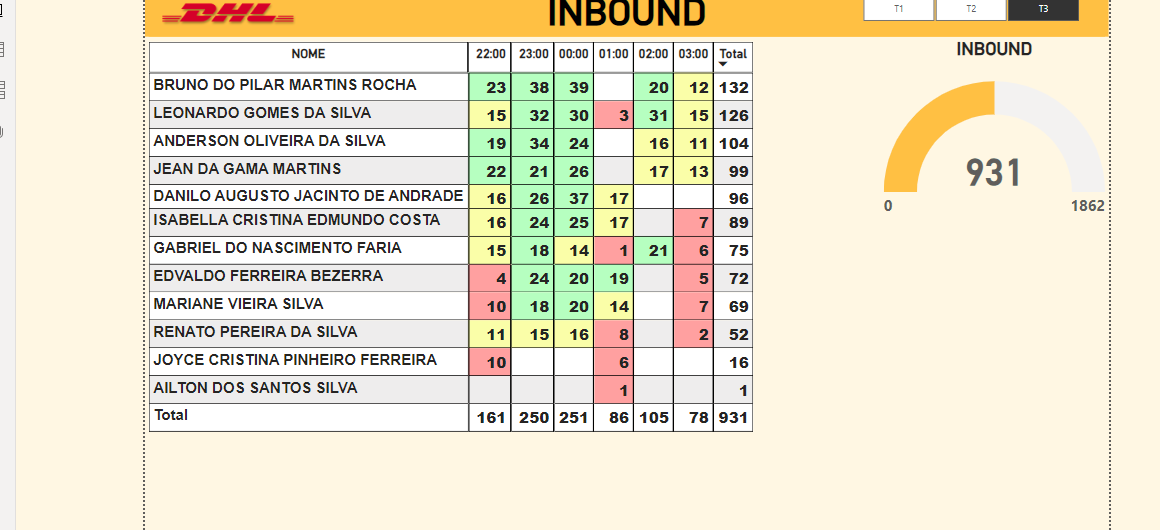 DHL INBOUND T1 T2 T3
NOME 22:00 23:00 00:00 01:00 02:00 03:00 Total
BRUNO DO PILAR MARTINS ROCHA 23 38 39 20 12 132
LEONARDO GOMES DA SILVA 15 32 30 3 31 15 126
ANDERSON OLIVEIRA DA SILVA 19 34 24 16 11 104
JEAN DA GAMA MARTINS 22 21 26 17 13 99
DANILO AUGUSTO JACINTO DE ANDRADE 16 26 37 17 96
ISABELLA CRISTINA EDMUNDO COSTA 16 24 25 17 7 89
GABRIEL DO NASCIMENTO FARIA 15 18 14 1 21 6 75
EDVALDO FERREIRA BEZERRA 4 24 20 19 5 72
MARIANE VIEIRA SILVA 10 18 20 14 7 69
RENATO PEREIRA DA SILVA 11 15 16 8 2 52
JOYCE CRISTINA PINHEIRO FERREIRA 10 6 16
AILTON DOS SANTOS SILVA 1 1
Total 161 250 251 86 105 78 931
INBOUND
931
0 1862